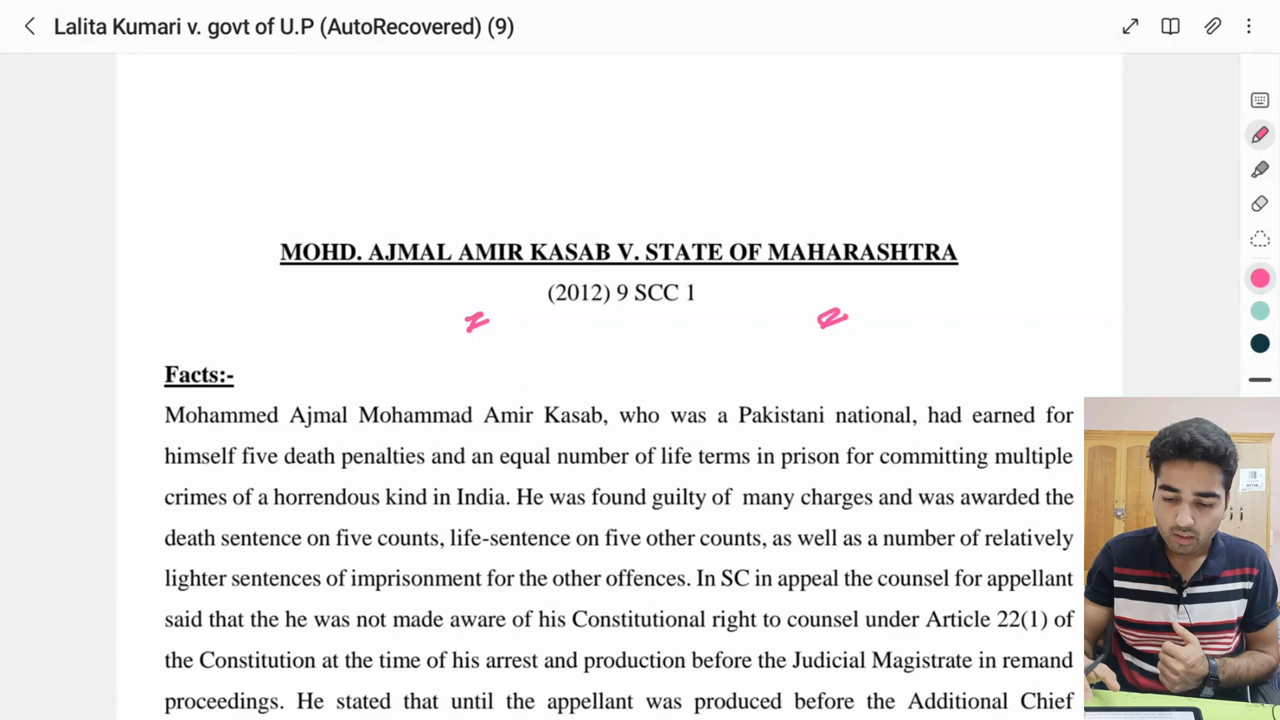 Lalita Kumari v. govt of U.P (AutoRecovered) (9)
MOHD. AJMAL AMIR KASAB V. STATE OF MAHARASHTRA
(2012) 9 SCC 1
Facts:-
Mohammed Ajmal Mohammad Amir Kasab, who was a Pakistani national, had earned for
himself five death penalties and an equal number of life terms in prison for committing multiple
crimes of a horrendous kind in India. He was found guilty of many charges and was awarded the
death sentence on five counts, life-sentence on five other counts, as well as a number of relatively
lighter sentences of imprisonment for the other offences. In SC in appeal the counsel for appellant
said that the he was not made aware of his Constitutional right to counsel under Article 22(1) of
the Constitution at the time of his arrest and production before the Judicial Magistrate in remand
proceedings. He stated that until the appellant was produced before the Additional Chief